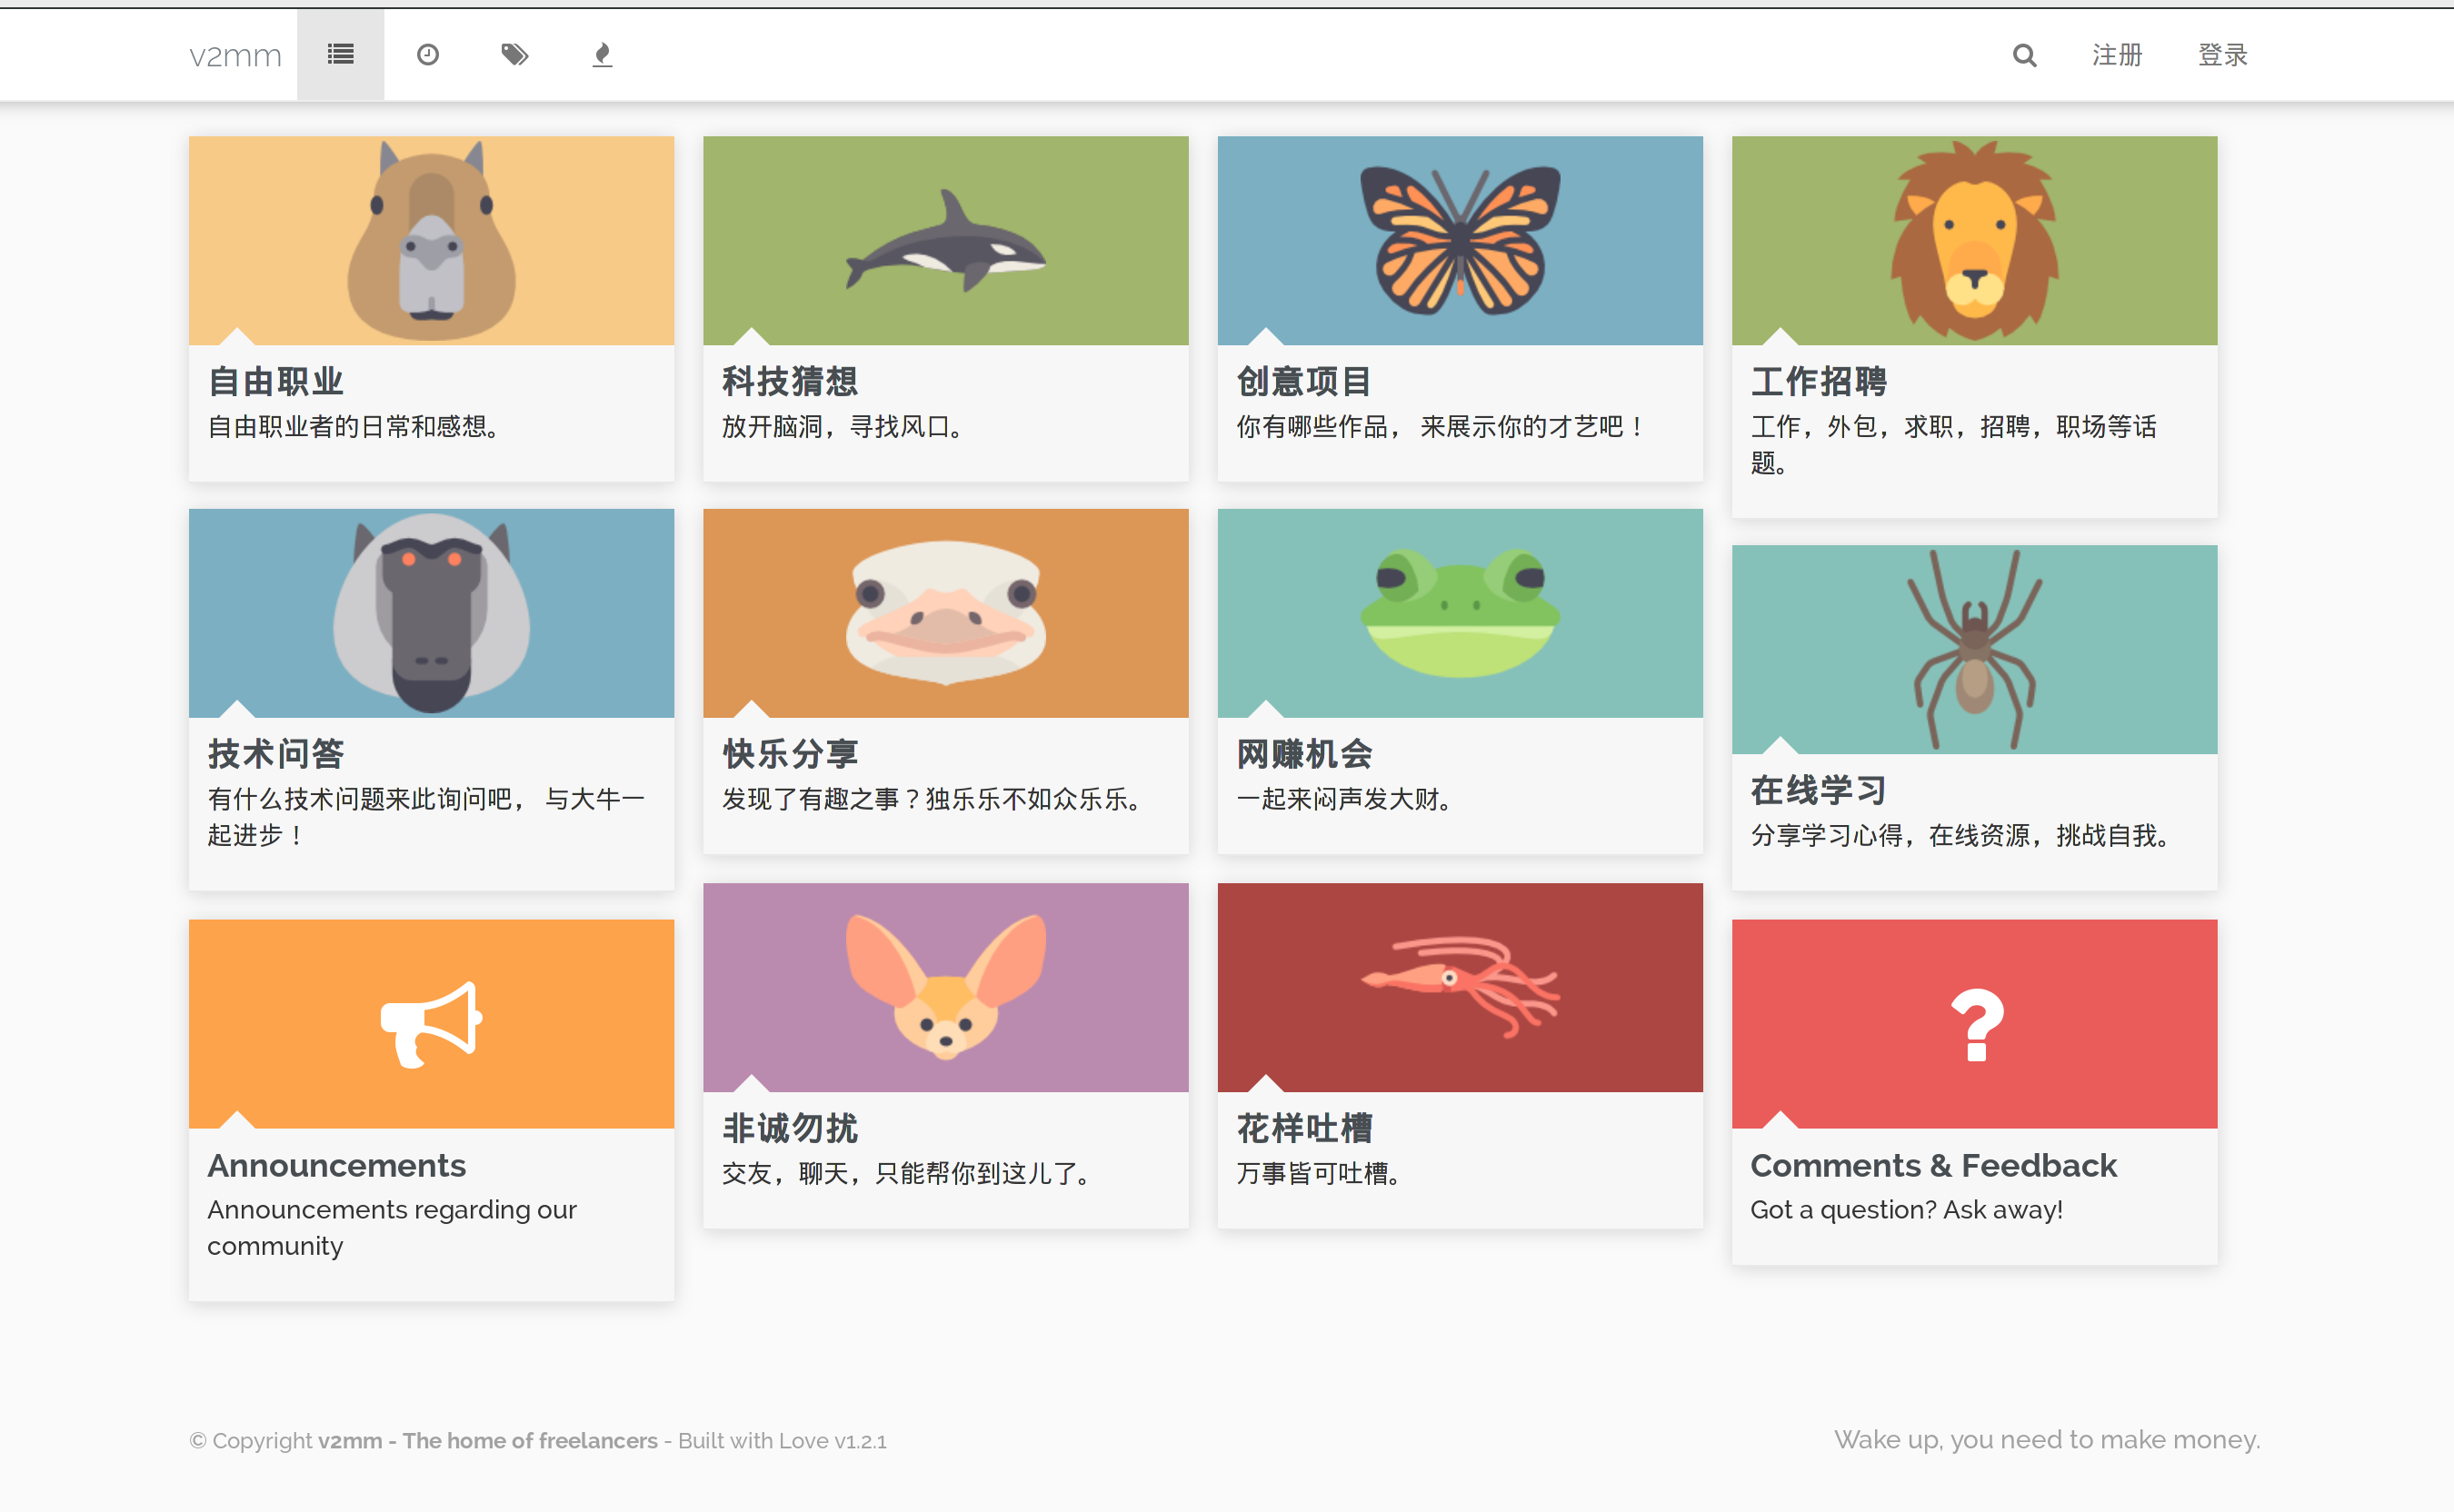 v2mm
注册
登录
自由职业
自由职业者的日常和感想。
科技猜想
放开脑洞，寻找风口。
创意项目
你有哪些作品， 来展示你的才艺吧！
工作招聘
工作，外包，求职，招聘，职场等话
题。
技术问答
有什么技术问题来此询问吧， 与大牛一
起进步！
快乐分享
发现了有趣之事？独乐乐不如众乐乐。
网赚机会
一起来闷声发大财。
在线学习
分享学习心得，在线资源，挑战自我。
Announcements
Announcements regarding our
community
非诚勿扰
交友，聊天，只能帮你到这儿了。
花样吐槽
万事皆可吐槽。
Comments & Feedback
Got a question? Ask away!
© Copyright v2mm - The home of freelancers - Built with Love v1.2.1
Wake up, you need to make money.